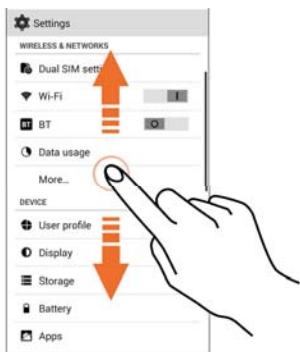 Settings
WIRELESS & NETWORKS
Dual SIM setti
Wi-Fi I
BT BT O
Data usage
More...
DEVICE
User profile
Display
Storage
Battery
Apps